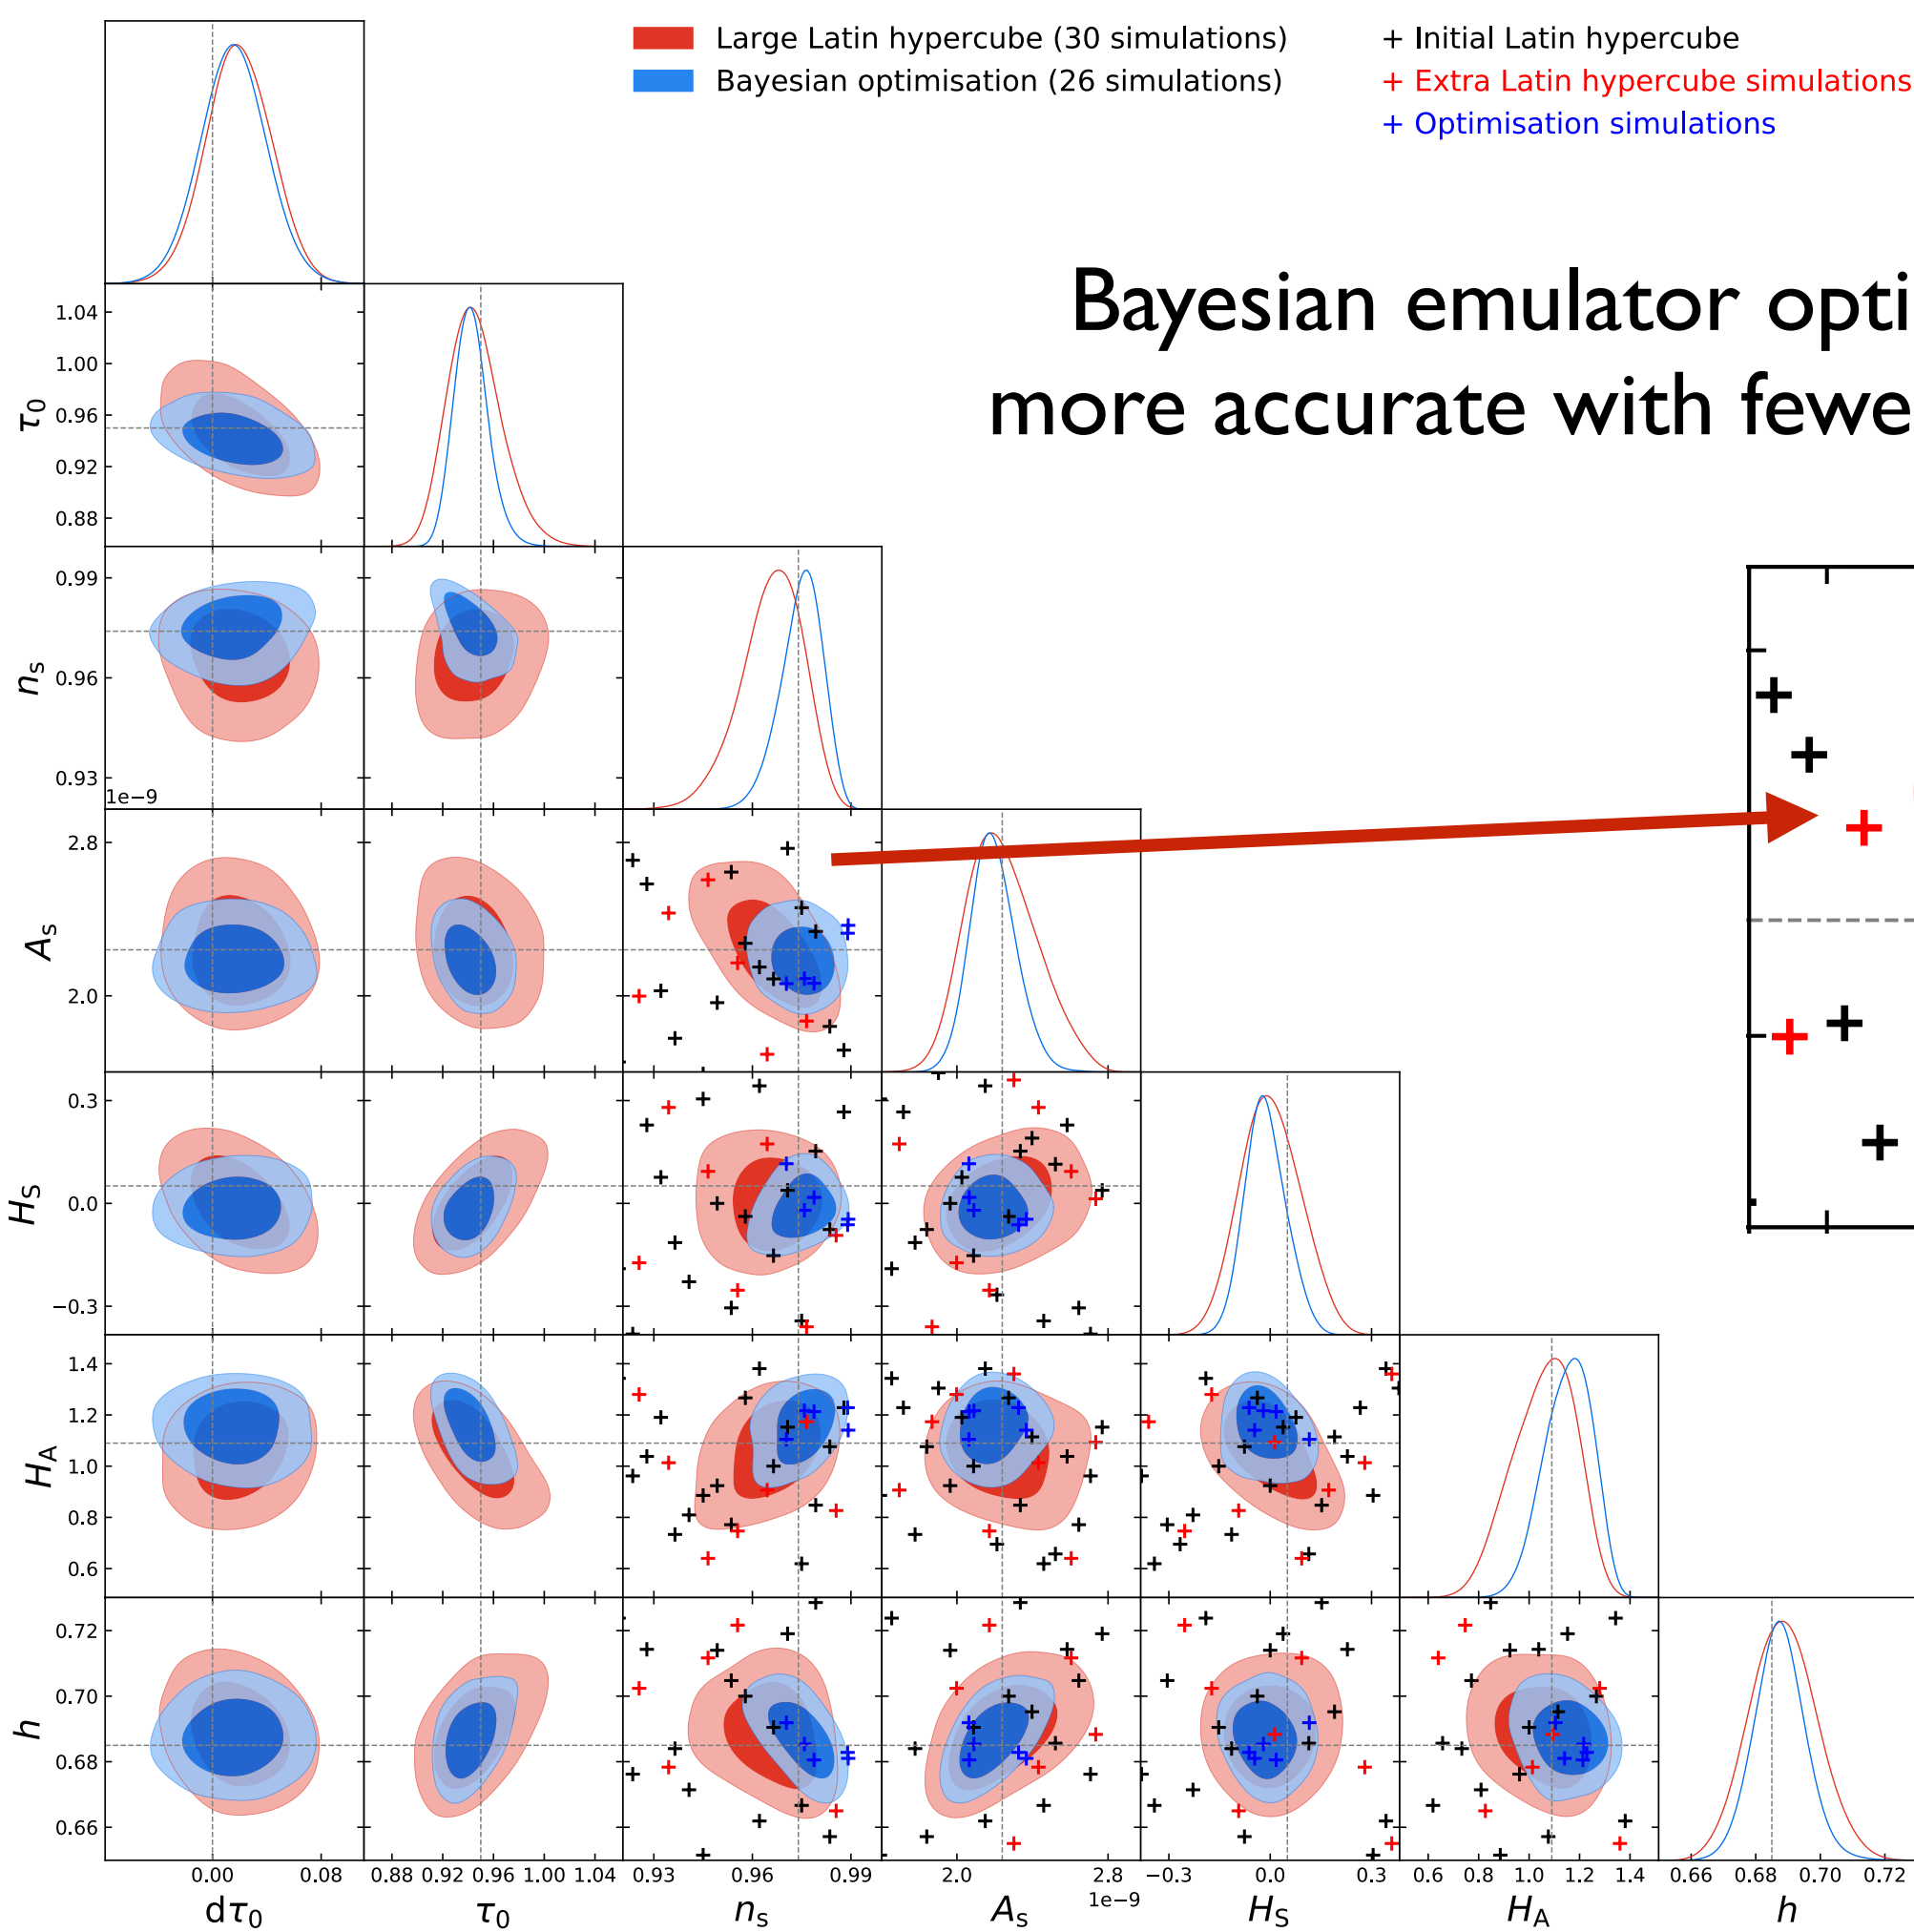 Large Latin hypercube (30 simulations)
Bayesian optimisation (26 simulations)
+ Initial Latin hypercube
+ Extra Latin hypercube simulations
+ Optimisation simulations
Bayesian emulator opti
more accurate with fewe
1.04
1.00
0.96
0.92
0.88
τ₀
0.99
0.96
0.93
nₛ
1e−9
2.8
2.0
Aₛ
0.3
0.0
−0.3
H_S
1.4
1.2
1.0
0.8
0.6
H_A
0.72
0.70
0.68
0.66
h
0.00 0.08
0.88 0.92 0.96 1.00 1.04
0.93 0.96 0.99
2.0 2.8
1e−9
−0.3 0.0 0.3
0.6 0.8 1.0 1.2 1.4
0.66 0.68 0.70 0.72
dτ₀ τ₀ nₛ Aₛ H_S H_A h